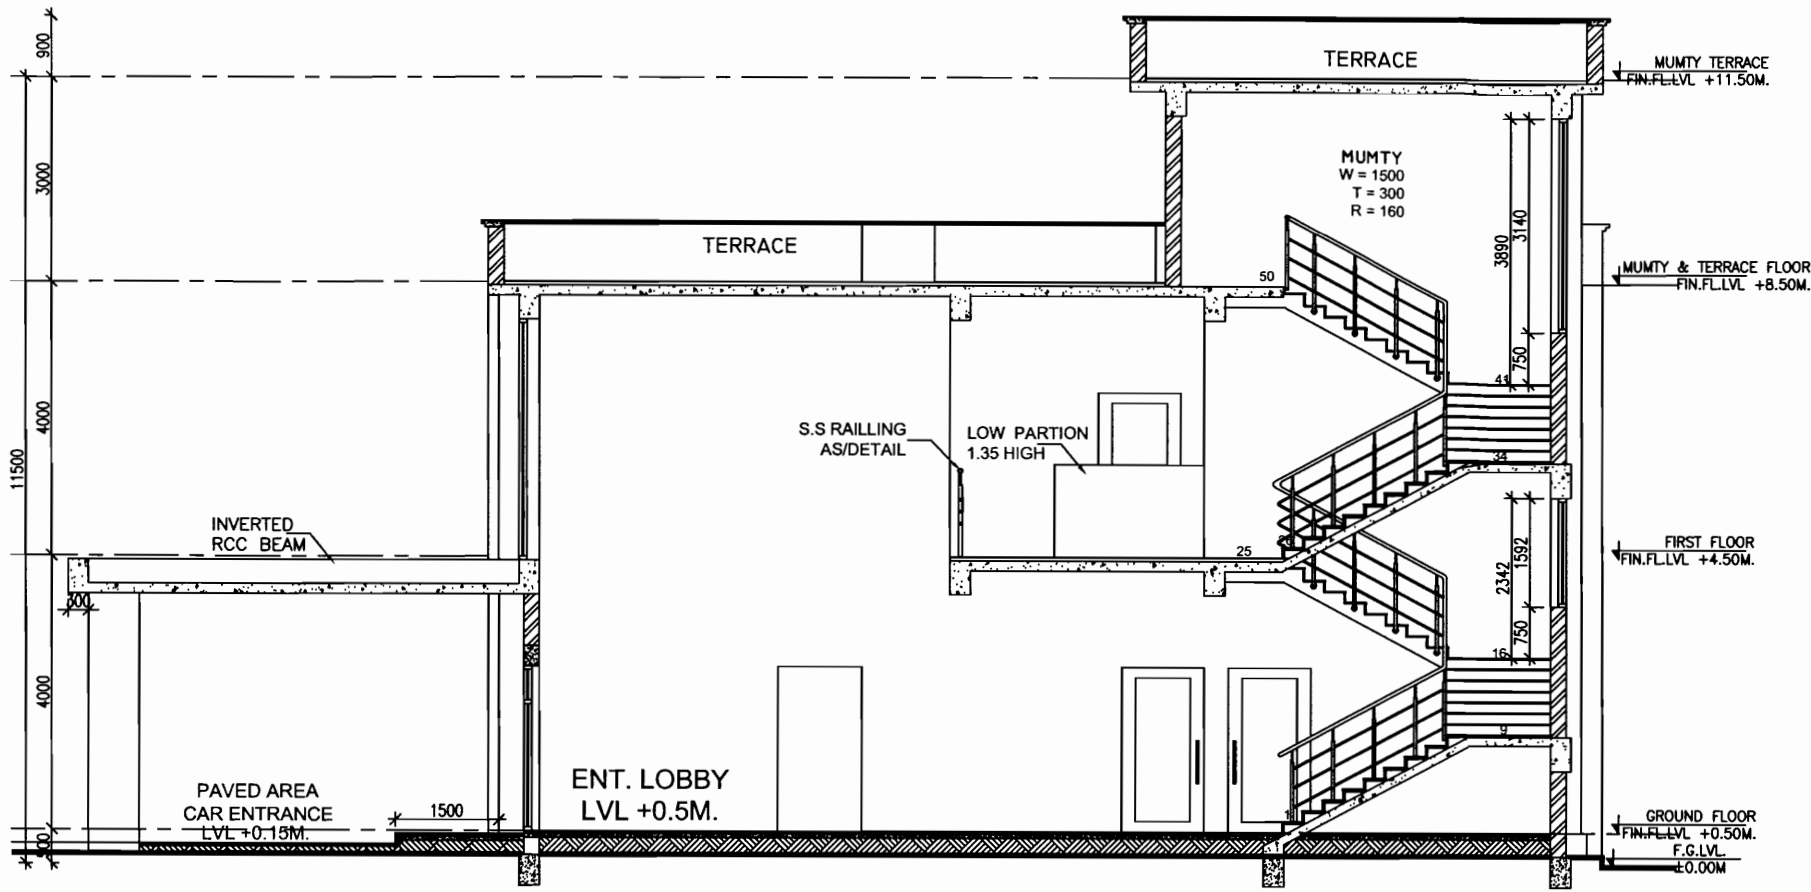 900
TERRACE
MUMTY TERRACE
FIN.FL.LVL +11.50M.
3000
MUMTY
W = 1500
T = 300
R = 160
3140
3890
TERRACE
50
MUMTY & TERRACE FLOOR
FIN.FL.LVL +8.50M.
750
41
4000
11500
S.S RAILLING
AS/DETAIL
LOW PARTION
1.35 HIGH
34
INVERTED
RCC BEAM
25
1592
2342
FIRST FLOOR
FIN.FL.LVL +4.50M.
300
750
16
4000
9
PAVED AREA
CAR ENTRANCE
LVL +0.15M.
1500
ENT. LOBBY
LVL +0.5M.
1
GROUND FLOOR
FIN.FL.LVL +0.50M.
F.G.LVL.
±0.00M